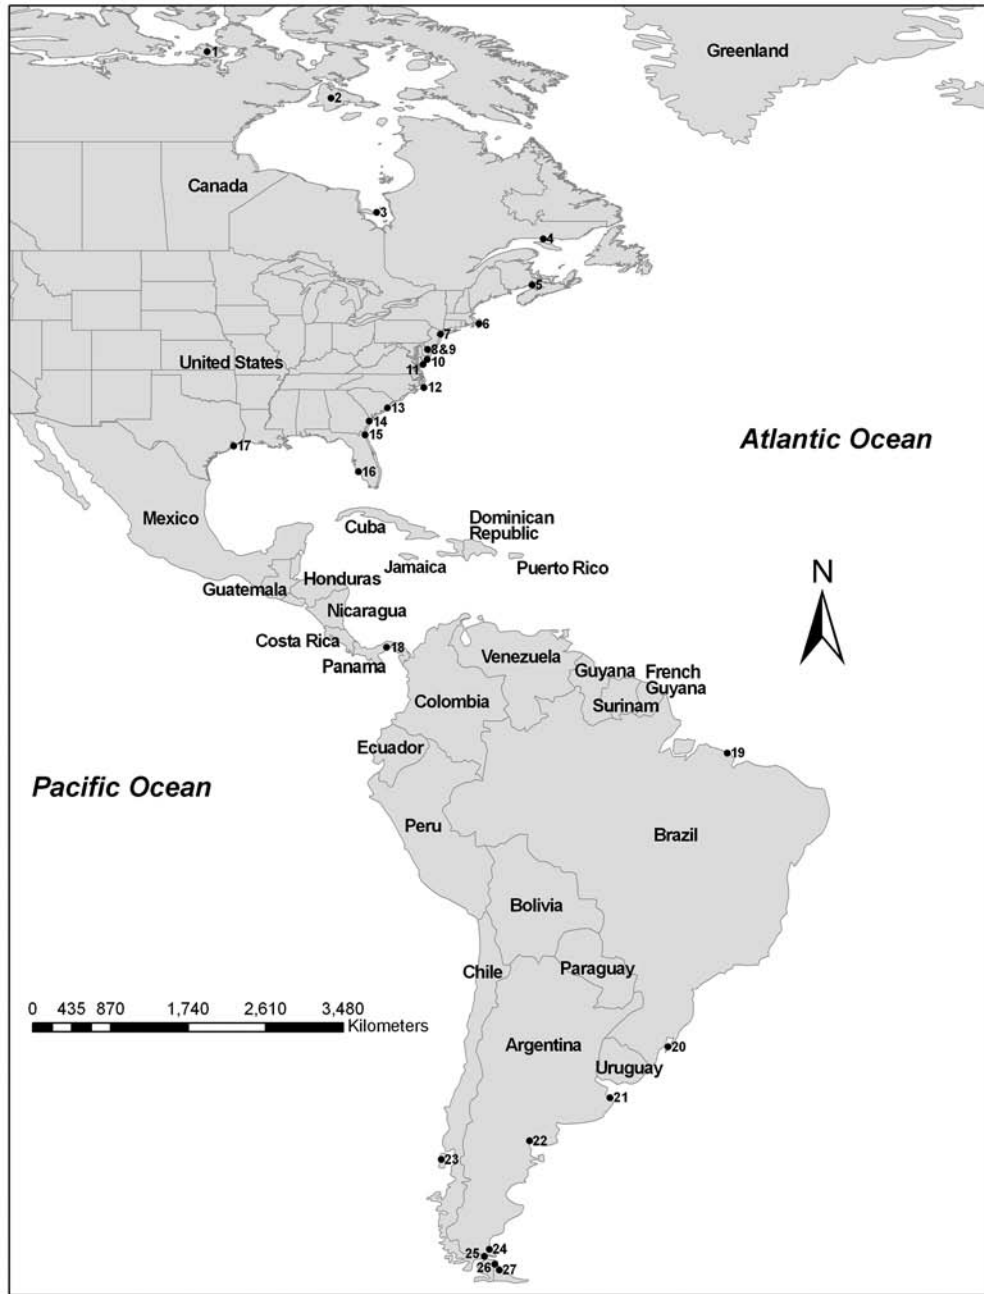 Greenland
1
2
Canada
3
4
5
6
7
8&9
10
United States
11
12
13
14
15
17
Atlantic Ocean
16
Mexico
Cuba
Dominican
Republic
Jamaica
Puerto Rico
Honduras
Guatemala
Nicaragua
N
Costa Rica
18
Panama
Venezuela
Guyana
French
Guyana
Surinam
Colombia
Ecuador
19
Pacific Ocean
Peru
Brazil
Bolivia
Chile
Paraguay
0 435 870 1,740 2,610 3,480
Kilometers
Argentina
20
Uruguay
21
22
23
24
25
26
27